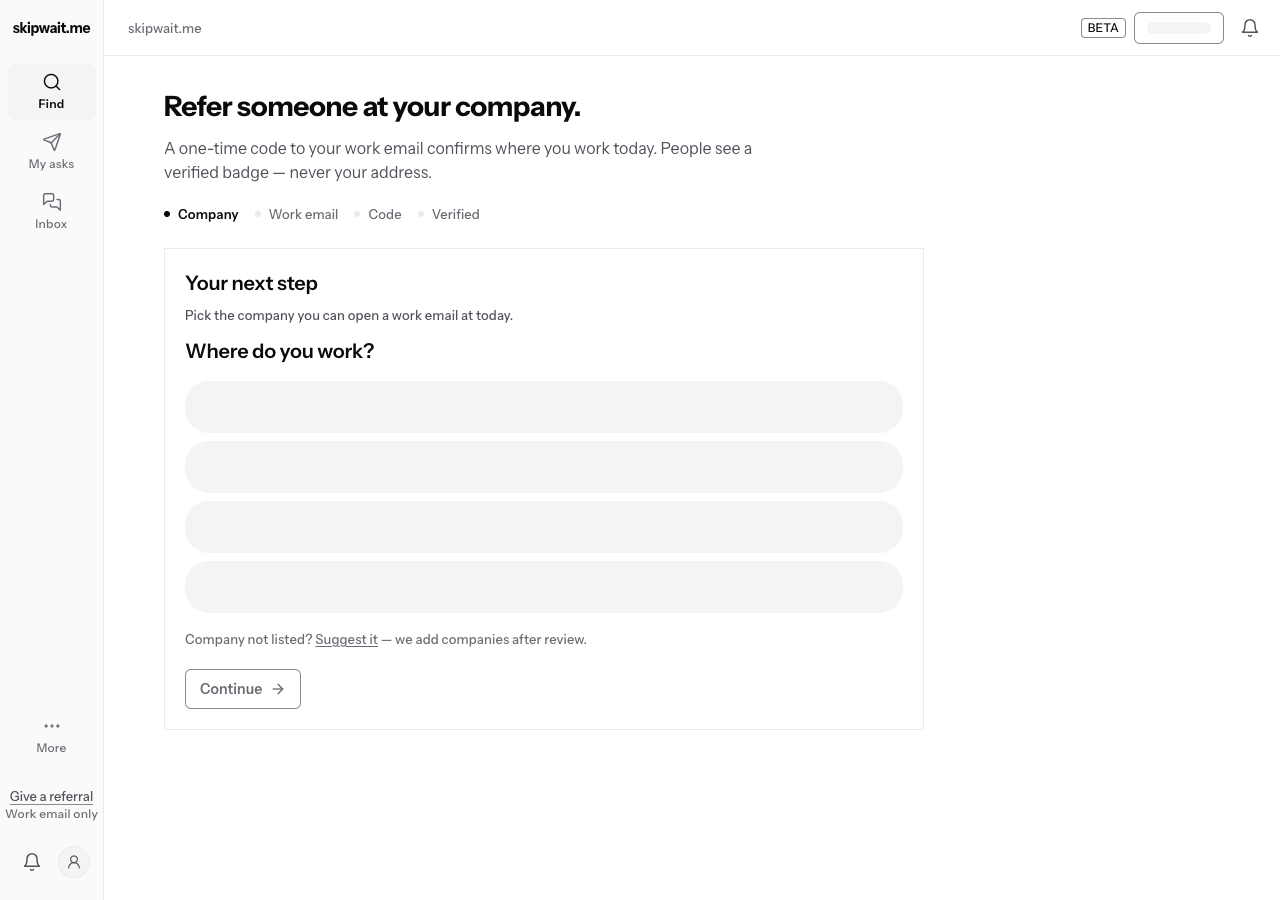 skipwait.me
Find
My asks
Inbox
More
Give a referral
Work email only
skipwait.me
BETA
Refer someone at your company.
A one-time code to your work email confirms where you work today. People see a
verified badge — never your address.
Company
Work email
Code
Verified
Your next step
Pick the company you can open a work email at today.
Where do you work?
Company not listed? Suggest it — we add companies after review.
Continue